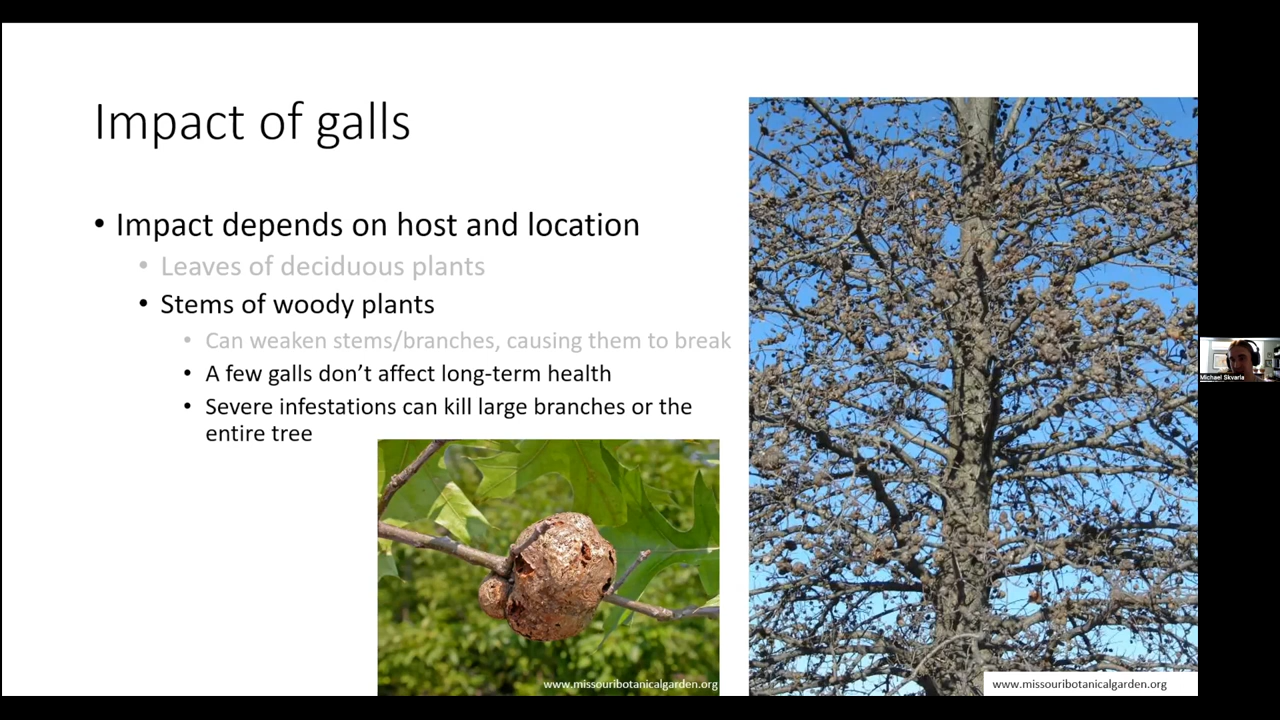 Impact of galls
• Impact depends on host and location
• Leaves of deciduous plants
• Stems of woody plants
• Can weaken stems/branches, causing them to break
• A few galls don’t affect long-term health
• Severe infestations can kill large branches or the
entire tree
www.missouribotanicalgarden.org
www.missouribotanicalgarden.org
Michael Skvarla